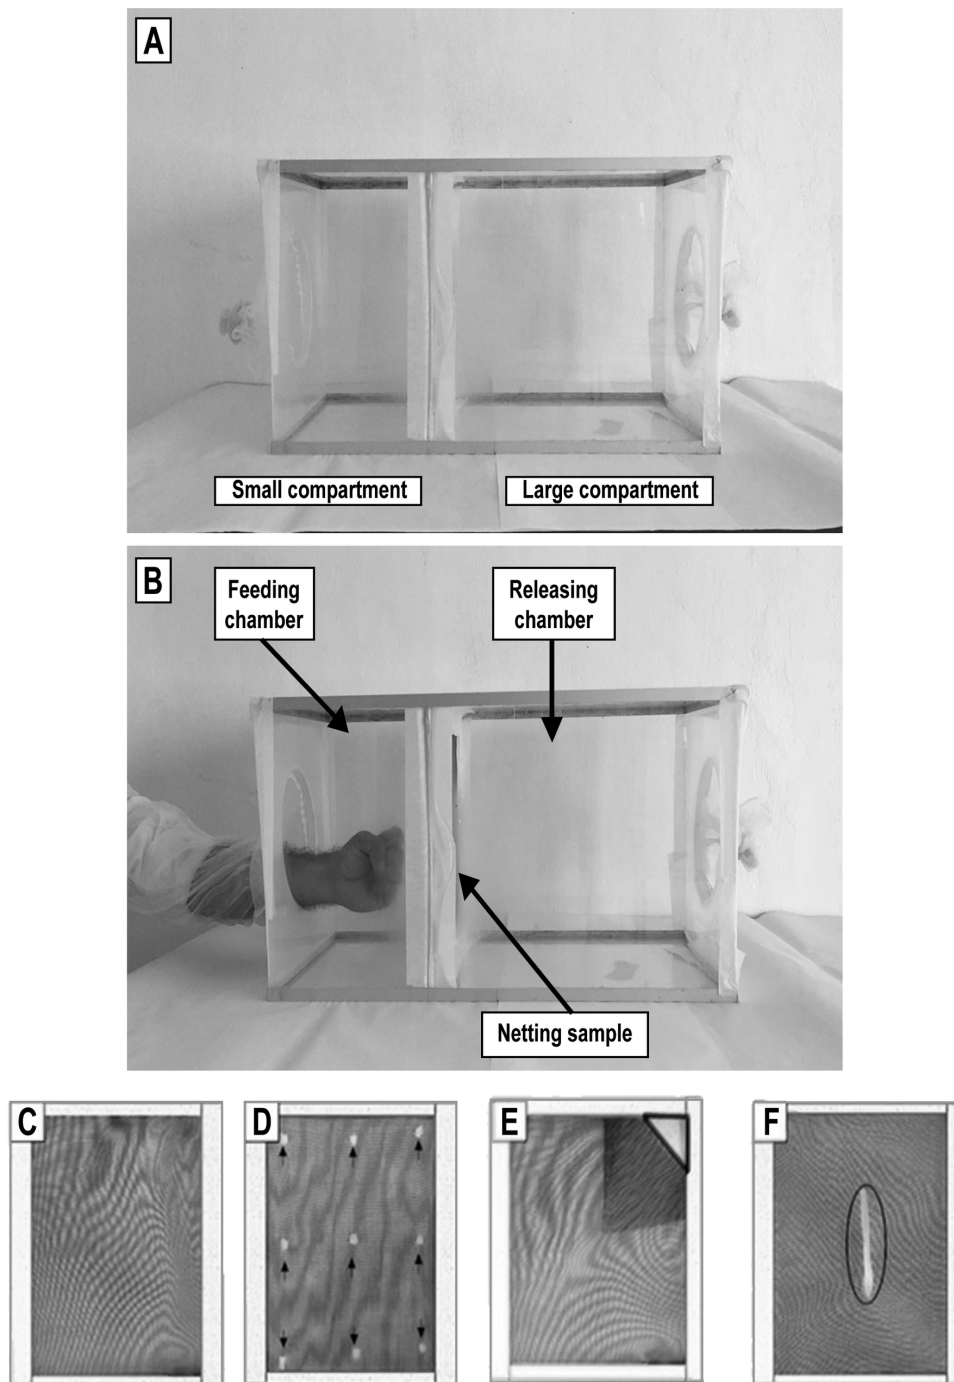 A
Small compartment
Large compartment
B
Feeding
chamber
Releasing
chamber
Netting sample
C
D
E
F